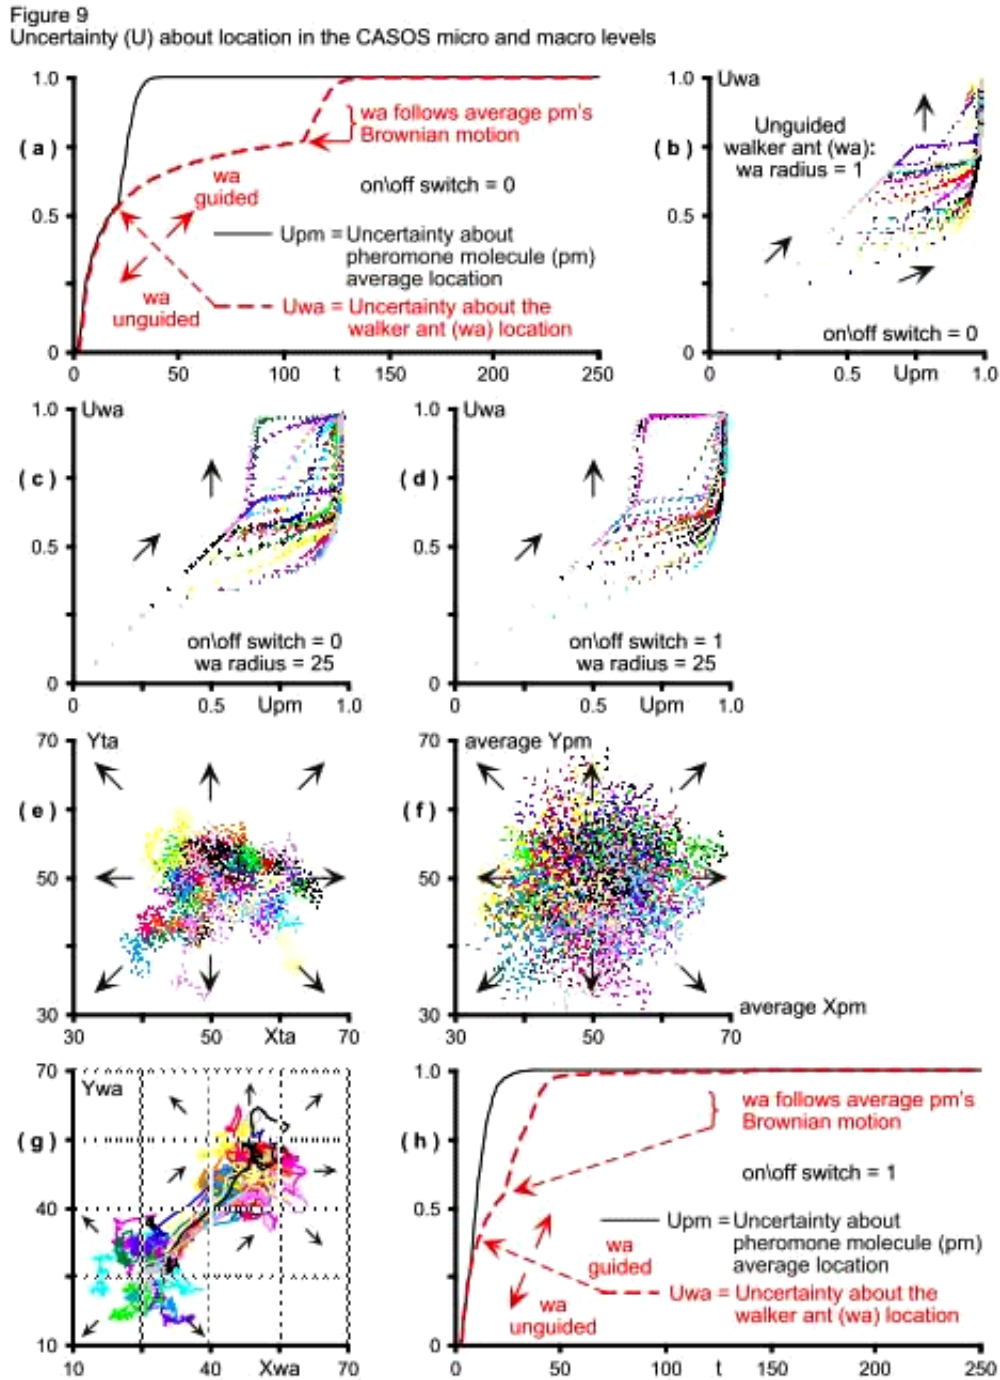 Figure 9
Uncertainty (U) about location in the CASOS micro and macro levels
( a )
1.0
0.5
0
0
50
100
150
200
250
t
wa follows average pm's
Brownian motion
wa
guided
on\off switch = 0
Upm = Uncertainty about
pheromone molecule (pm)
average location
wa
unguided
Uwa = Uncertainty about the
walker ant (wa) location
( b )
1.0
0.5
0
Uwa
Unguided
walker ant (wa):
wa radius = 1
on\off switch = 0
0
0.5
Upm
1.0
( c )
1.0
0.5
0
Uwa
on\off switch = 0
wa radius = 25
0
0.5
Upm
1.0
( d )
1.0
0.5
0
Uwa
on\off switch = 1
wa radius = 25
0
0.5
Upm
1.0
( e )
70
50
30
Yta
30
50
Xta
70
( f )
70
50
30
average Ypm
average Xpm
30
50
70
( g )
70
40
10
Ywa
10
40
Xwa
70
( h )
1.0
0.5
0
wa follows average pm's
Brownian motion
on\off switch = 1
Upm = Uncertainty about
pheromone molecule (pm)
average location
wa
guided
Uwa = Uncertainty about the
walker ant (wa) location
wa
unguided
0
50
100
t
150
200
250